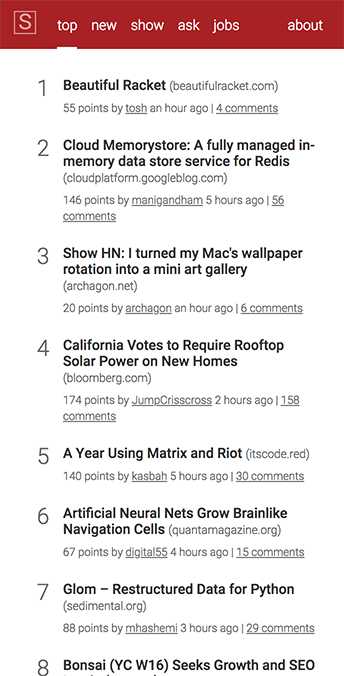 S top new show ask jobs about
1 Beautiful Racket (beautifulracket.com)
55 points by tosh an hour ago | 4 comments
2 Cloud Memorystore: A fully managed in-
memory data store service for Redis
(cloudplatform.googleblog.com)
146 points by manigandham 5 hours ago | 56
comments
3 Show HN: I turned my Mac's wallpaper
rotation into a mini art gallery
(archagon.net)
20 points by archagon an hour ago | 6 comments
4 California Votes to Require Rooftop
Solar Power on New Homes
(bloomberg.com)
174 points by JumpCrisscross 2 hours ago | 158
comments
5 A Year Using Matrix and Riot (itscode.red)
140 points by kasbah 5 hours ago | 30 comments
6 Artificial Neural Nets Grow Brainlike
Navigation Cells (quantamagazine.org)
67 points by digital55 4 hours ago | 15 comments
7 Glom – Restructured Data for Python
(sedimental.org)
88 points by mhashemi 3 hours ago | 29 comments
8 Bonsai (YC W16) Seeks Growth and SEO